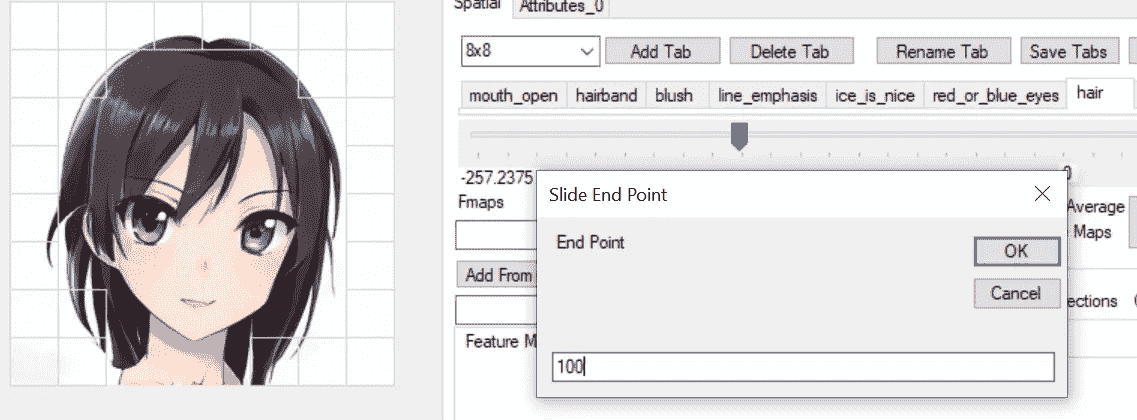 Spatial Attributes_0
8x8 Add Tab Delete Tab Rename Tab Save Tabs
mouth_open hairband blush line_emphasis ice_is_nice red_or_blue_eyes hair
-257.2375
Fmaps
Average
Maps
Add From
ections
Feature M
Slide End Point
End Point
OK
Cancel
100